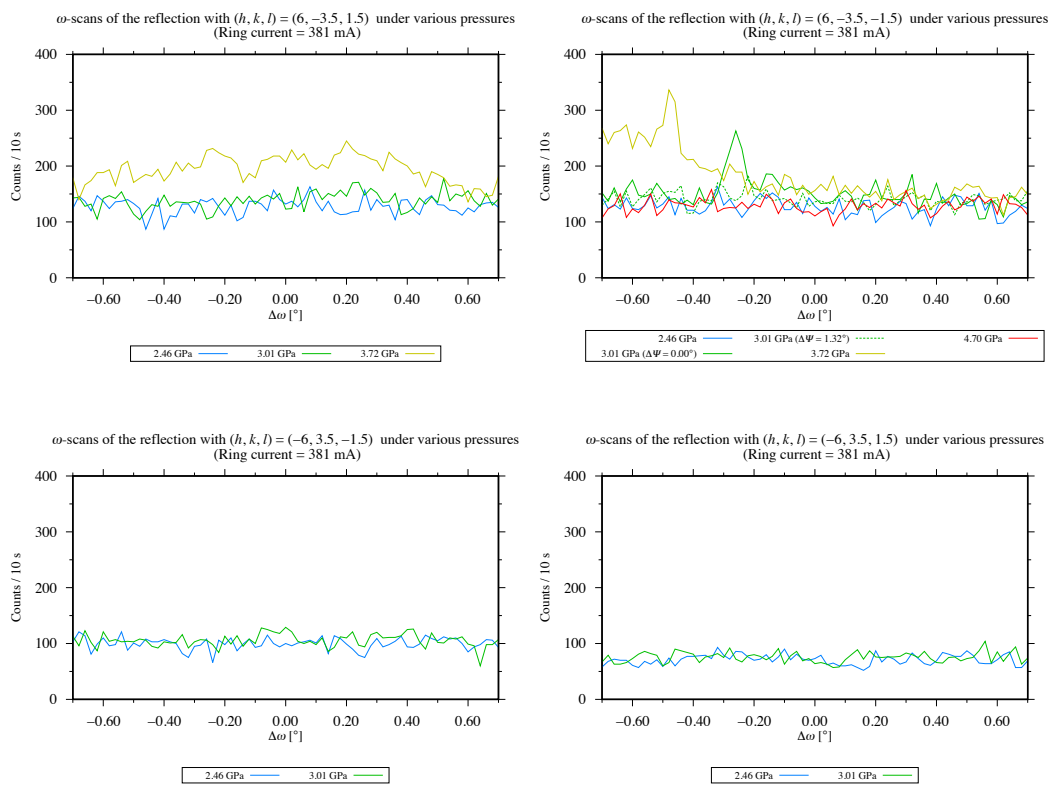 ω-scans of the reflection with (h, k, l) = (6, −3.5, 1.5) under various pressures
(Ring current = 381 mA)
400
300
200
100
0
Counts / 10 s
−0.60
−0.40
−0.20
0.00
0.20
0.40
0.60
Δω [°]
2.46 GPa
3.01 GPa
3.72 GPa
ω-scans of the reflection with (h, k, l) = (6, −3.5, −1.5) under various pressures
(Ring current = 381 mA)
400
300
200
100
0
Counts / 10 s
−0.60
−0.40
−0.20
0.00
0.20
0.40
0.60
Δω [°]
2.46 GPa
3.01 GPa (ΔΨ = 1.32°)
4.70 GPa
3.01 GPa (ΔΨ = 0.00°)
3.72 GPa
ω-scans of the reflection with (h, k, l) = (−6, 3.5, −1.5) under various pressures
(Ring current = 381 mA)
400
300
200
100
0
Counts / 10 s
−0.60
−0.40
−0.20
0.00
0.20
0.40
0.60
Δω [°]
2.46 GPa
3.01 GPa
ω-scans of the reflection with (h, k, l) = (−6, 3.5, 1.5) under various pressures
(Ring current = 381 mA)
400
300
200
100
0
Counts / 10 s
−0.60
−0.40
−0.20
0.00
0.20
0.40
0.60
Δω [°]
2.46 GPa
3.01 GPa